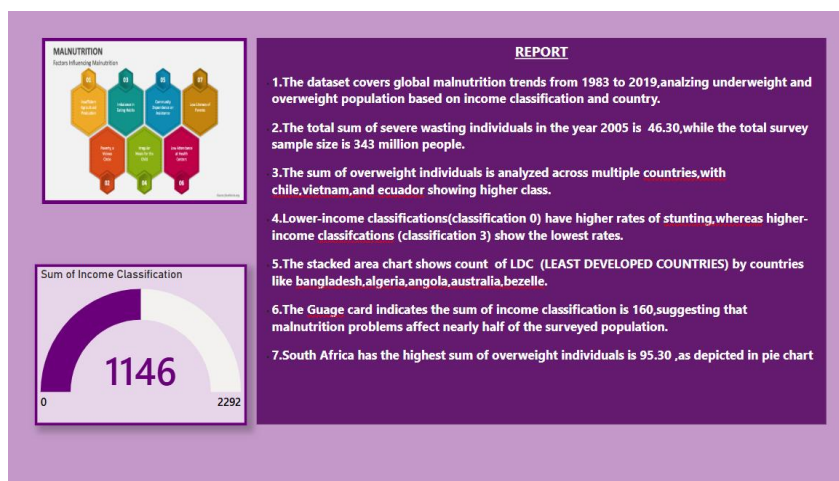 MALNUTRITION
Factors Influencing Malnutrition
01
03
05
07
02
04
06
Sum of Income Classification
1146
0
2292
REPORT
1.The dataset covers global malnutrition trends from 1983 to 2019,analzing underweight and
overweight population based on income classification and country.
2.The total sum of severe wasting individuals in the year 2005 is 46.30,while the total survey
sample size is 343 million people.
3.The sum of overweight individuals is analyzed across multiple countries,with
chile,vietnam,and ecuador showing higher class.
4.Lower-income classifications(classification 0) have higher rates of stunting,whereas higher-
income classifcations (classification 3) show the lowest rates.
5.The stacked area chart shows count of LDC (LEAST DEVELOPED COUNTRIES) by countries
like bangladesh,algeria,angola,australia,bezelle.
6.The Guage card indicates the sum of income classification is 160,suggesting that
malnutrition problems affect nearly half of the surveyed population.
7.South Africa has the highest sum of overweight individuals is 95.30 ,as depicted in pie chart